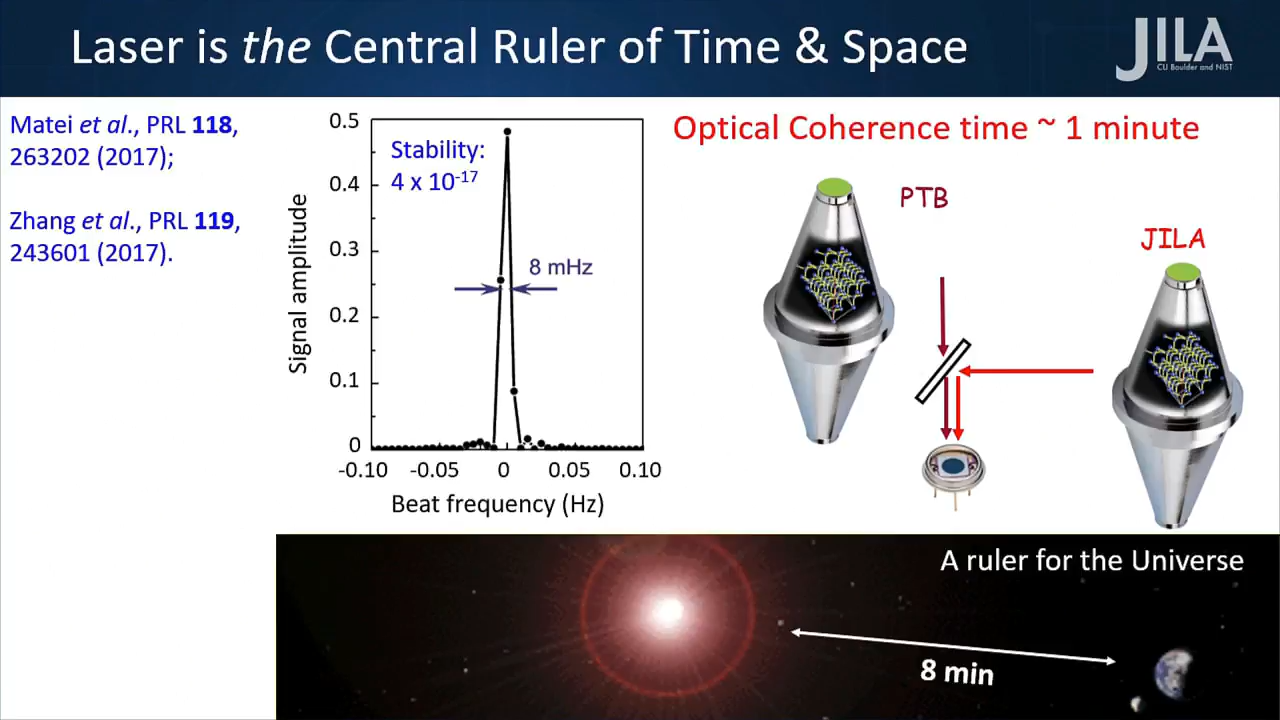 Laser is the Central Ruler of Time & Space
JILA
CU Boulder and NIST
Matei et al., PRL 118,
263202 (2017);
Zhang et al., PRL 119,
243601 (2017).
Signal amplitude
0.5
0.4
0.3
0.2
0.1
0
Stability:
4 x 10⁻¹⁷
8 mHz
-0.10 -0.05 0 0.05 0.10
Beat frequency (Hz)
Optical Coherence time ~ 1 minute
PTB
JILA
A ruler for the Universe
8 min